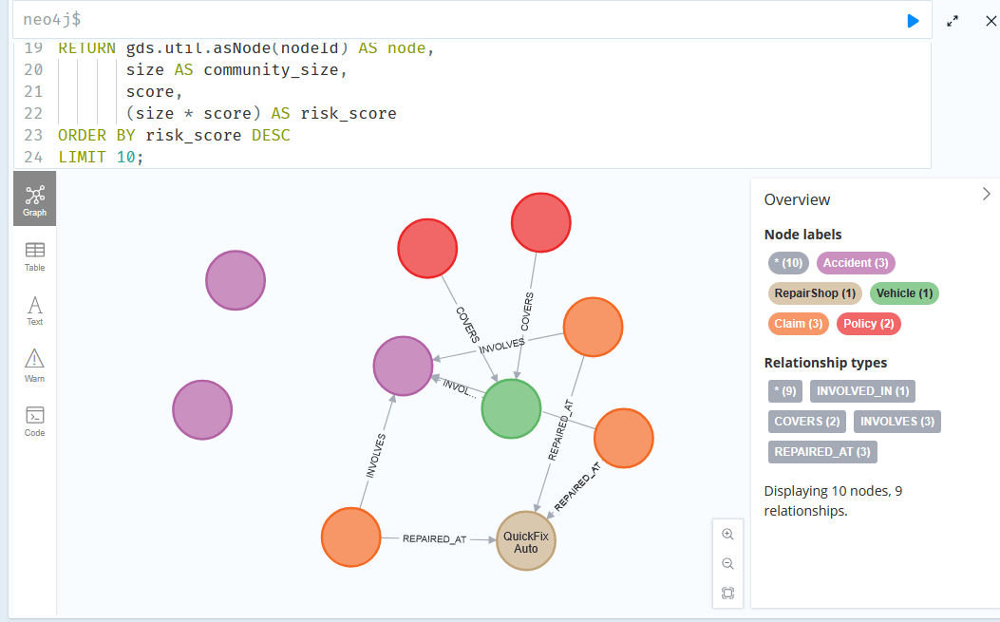 neo4j$
19 RETURN gds.util.asNode(nodeId) AS node,
20 size AS community_size,
21 score,
22 (size * score) AS risk_score
23 ORDER BY risk_score DESC
24 LIMIT 10;
Graph
Table
Text
Warn
Code
COVERS
COVERS
INVOLVES
INVOL...
REPAIRED_AT
INVOLVES
REPAIRED_AT
REPAIRED_AT
QuickFix
Auto
Overview
Node labels
* (10) Accident (3)
RepairShop (1) Vehicle (1)
Claim (3) Policy (2)
Relationship types
* (9) INVOLVED_IN (1)
COVERS (2) INVOLVES (3)
REPAIRED_AT (3)
Displaying 10 nodes, 9
relationships.